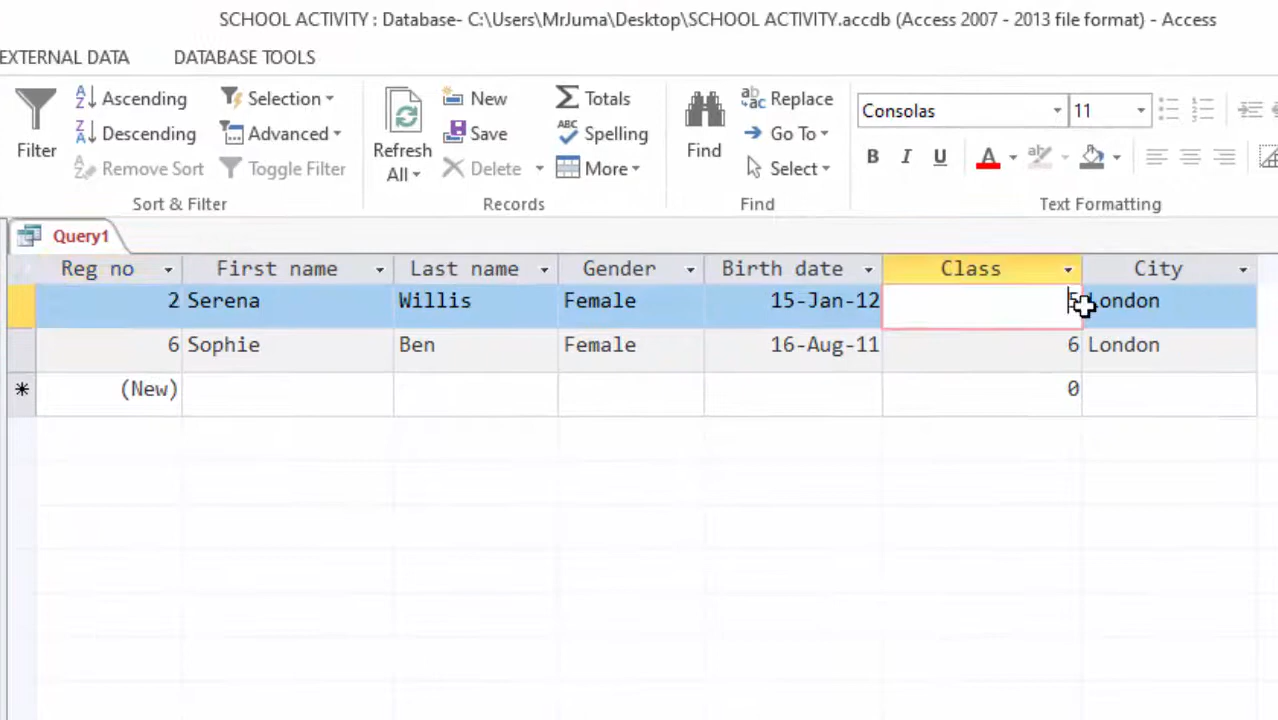 SCHOOL ACTIVITY : Database- C:\Users\MrJuma\Desktop\SCHOOL ACTIVITY.accdb (Access 2007 - 2013 file format) - Access
EXTERNAL DATA DATABASE TOOLS
Ascending Selection New Totals Replace Consolas 11
Descending Advanced Save Spelling Go To
Filter Refresh All Find B I U A
Remove Sort Toggle Filter Delete More Select
Sort & Filter Records Find Text Formatting
Query1
Reg no First name Last name Gender Birth date Class City
2 Serena Willis Female 15-Jan-12 5 London
6 Sophie Ben Female 16-Aug-11 6 London
* (New) 0